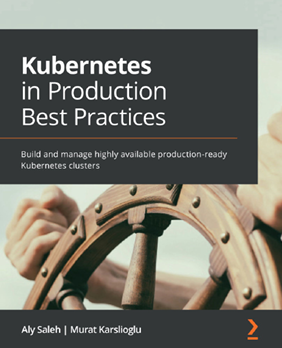 Kubernetes
in Production
Best Practices
Build and manage highly available production-ready
Kubernetes clusters
Aly Saleh | Murat Karslioglu